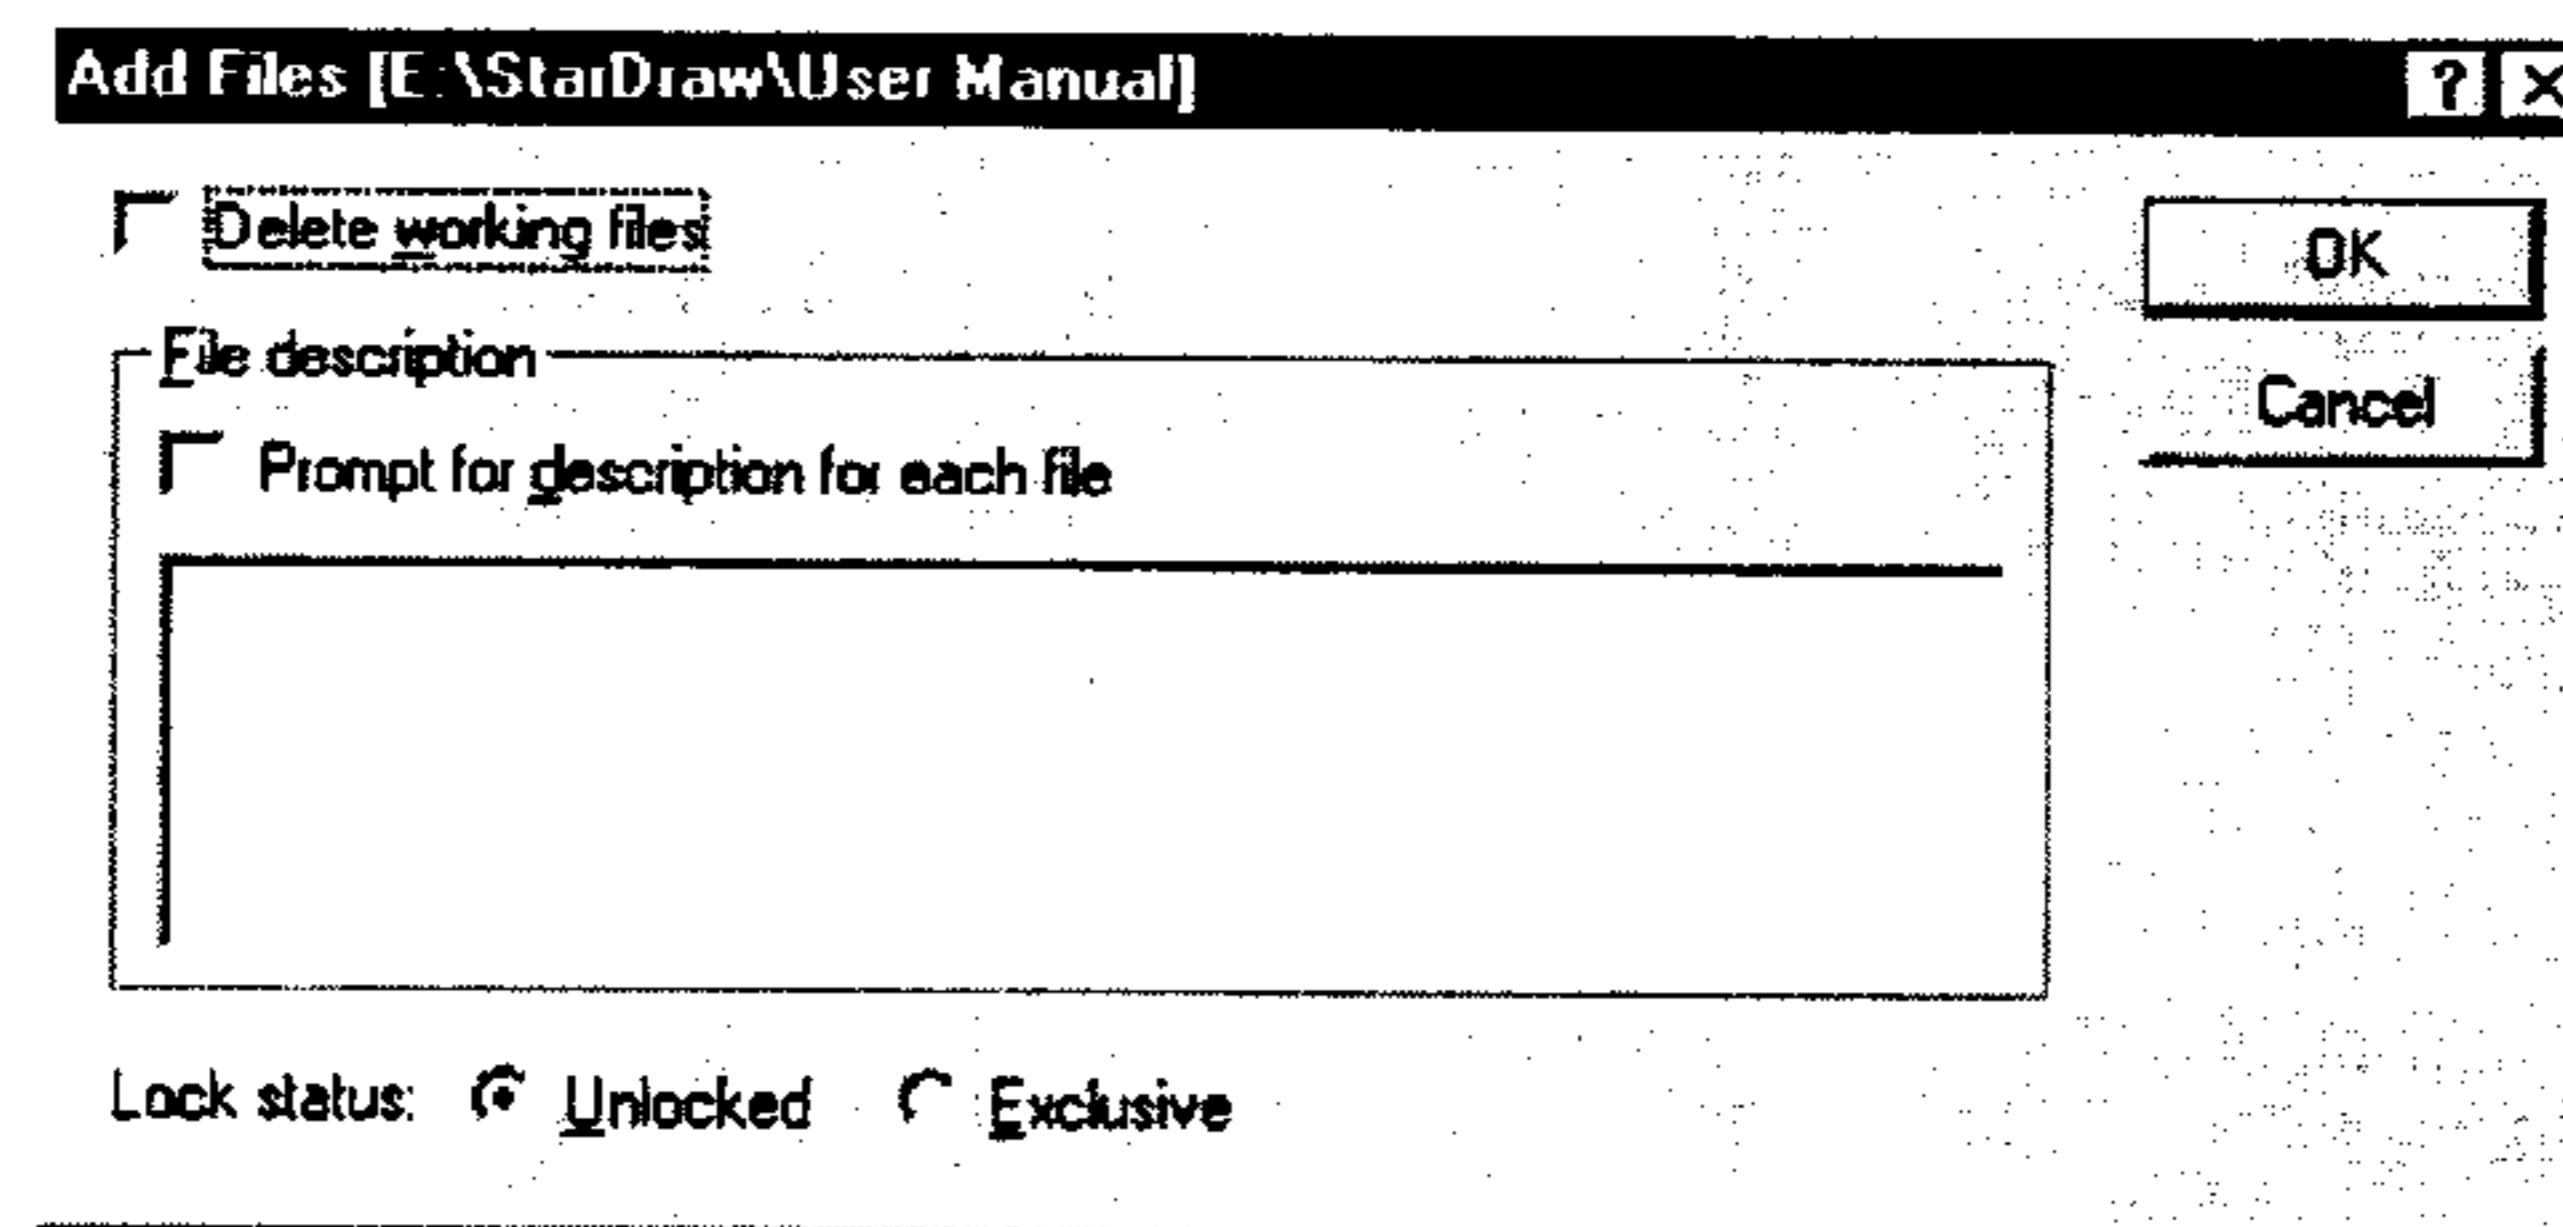 Add Files [E:\StarDraw\User Manual] ? X
Delete working files
OK
File description
Cancel
Prompt for description for each file
Lock status: Unlocked Exclusive